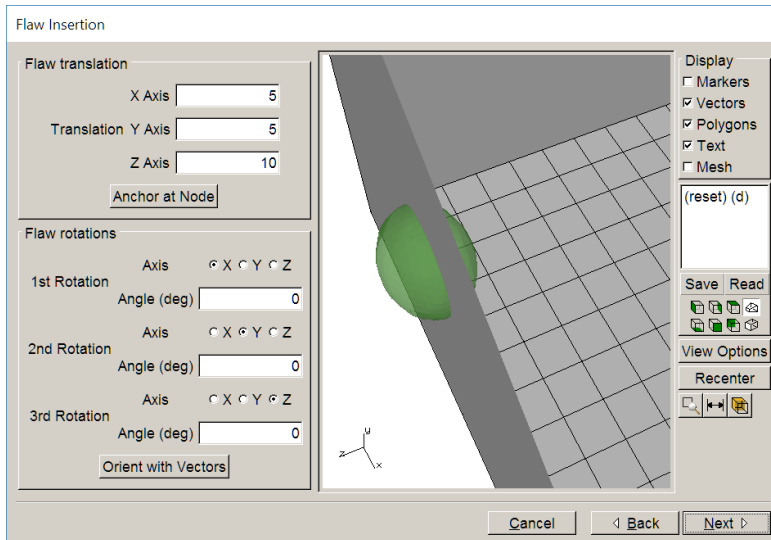 Flaw Insertion
Flaw translation
X Axis 5
Translation Y Axis 5
Z Axis 10
Anchor at Node
Flaw rotations
Axis X Y Z
1st Rotation
Angle (deg) 0
Axis X Y Z
2nd Rotation
Angle (deg) 0
Axis X Y Z
3rd Rotation
Angle (deg) 0
Orient with Vectors
y
z
x
Display
Markers
Vectors
Polygons
Text
Mesh
(reset) (d)
Save Read
View Options
Recenter
Cancel Back Next